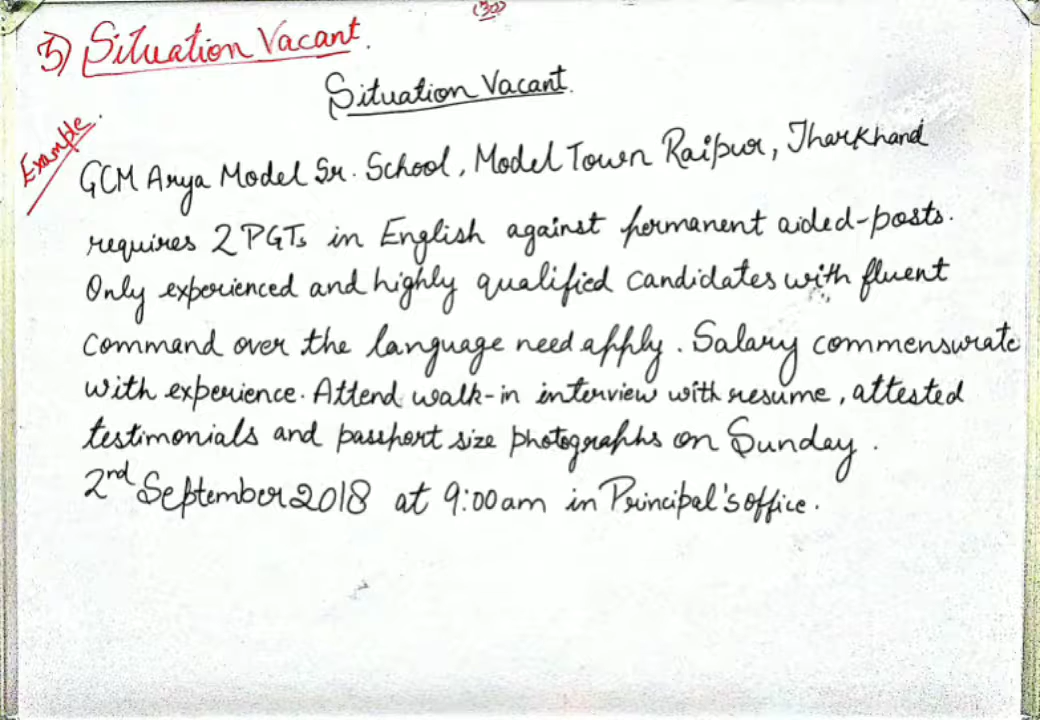 (30)
5) Situation Vacant.
Situation Vacant.
Example.
GCM Arya Model Sr. School, Model Town Raipur, Jharkhand
requires 2 PGTs in English against permanent aided-posts.
Only experienced and highly qualified candidates with fluent
command over the language need apply. Salary commensurate
with experience. Attend walk-in interview with resume, attested
testimonials and passport size photographs on Sunday.
2nd September 2018 at 9:00 am in Principal's office.